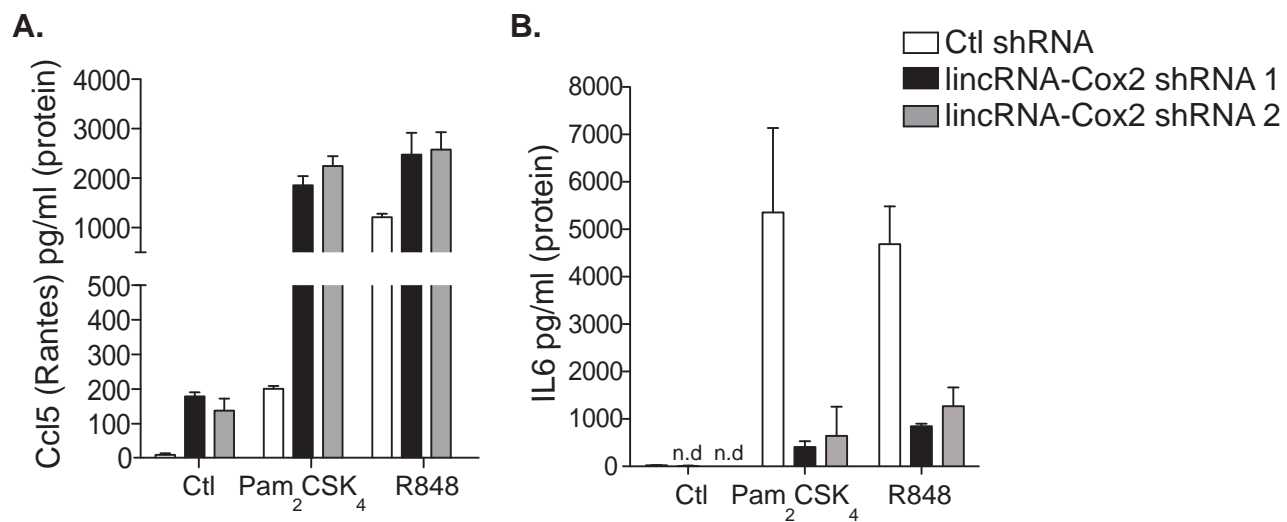 A.
Ccl5 (Rantes) pg/ml (protein)
4000
3000
2000
1000
500
400
300
200
100
0
Ctl
Pam2CSK4
R848
B.
IL6 pg/ml (protein)
8000
7000
6000
5000
4000
3000
2000
1000
0
n.d
n.d
Ctl
Pam2CSK4
R848
Ctl shRNA
lincRNA-Cox2 shRNA 1
lincRNA-Cox2 shRNA 2